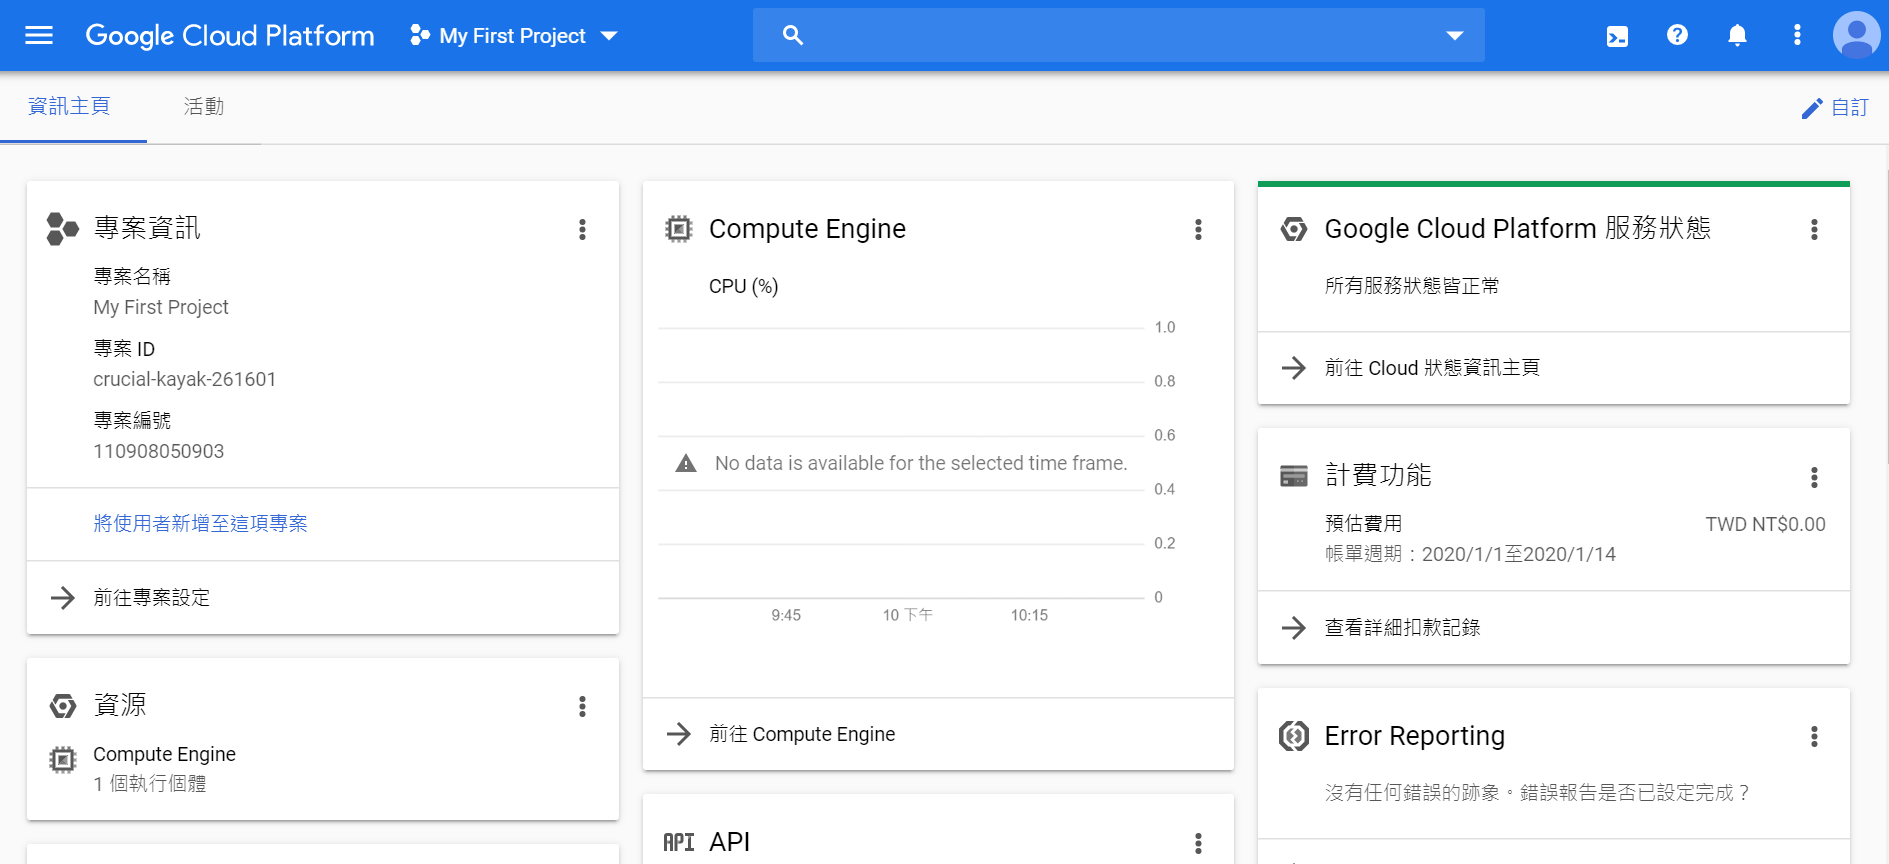 Google Cloud Platform
My First Project
資訊主頁
活動
自訂
專案資訊
專案名稱
My First Project
專案 ID
crucial-kayak-261601
專案編號
110908050903
將使用者新增至這項專案
前往專案設定
資源
Compute Engine
1 個執行個體
Compute Engine
CPU (%)
1.0
0.8
0.6
No data is available for the selected time frame.
0.4
0.2
0
9:45
10 下午
10:15
前往 Compute Engine
API API
Google Cloud Platform 服務狀態
所有服務狀態皆正常
前往 Cloud 狀態資訊主頁
計費功能
預估費用
TWD NT$0.00
帳單週期：2020/1/1至2020/1/14
查看詳細扣款記錄
Error Reporting
沒有任何錯誤的跡象。錯誤報告是否已設定完成？